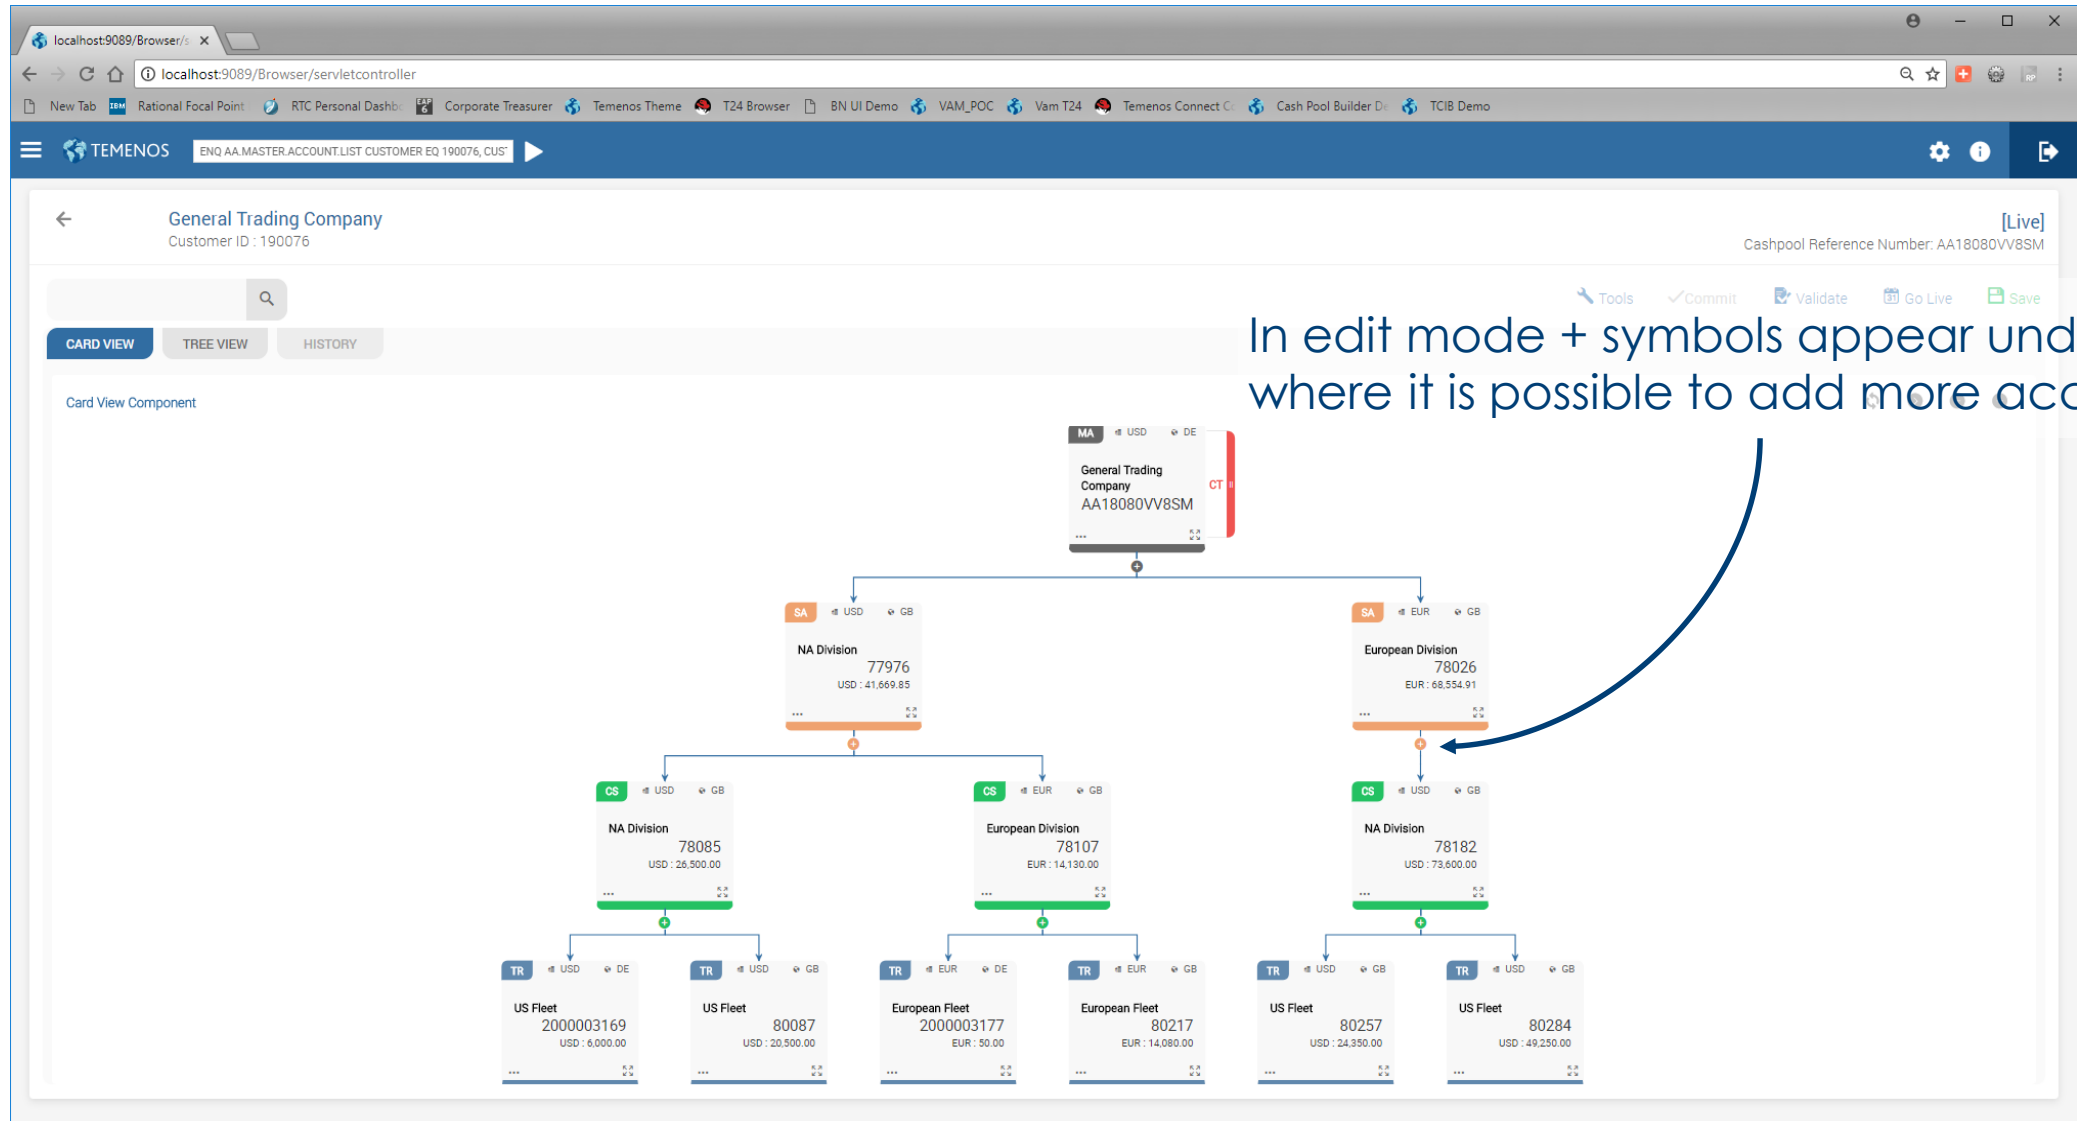 localhost:9089/Browser/s
localhost:9089/Browser/servletcontroller
New Tab IBM Rational Focal Point RTC Personal Dashbo EAP 6 Corporate Treasurer Temenos Theme T24 Browser BN UI Demo VAM_POC Vam T24 Temenos Connect Cash Pool Builder De TCIB Demo
TEMENOS ENQ AA.MASTER.ACCOUNT.LIST CUSTOMER EQ 190076, CUS
General Trading Company
Customer ID : 190076
[Live]
Cashpool Reference Number: AA18080VV8SM
Tools Commit Validate 31 Go Live Save
In edit mode + symbols appear und
where it is possible to add more acc
CARD VIEW TREE VIEW HISTORY
Card View Component
MA USD DE
General Trading
Company
AA18080VV8SM
CT
...
SA USD GB
NA Division
77976
USD : 41,669.85
...
SA EUR GB
European Division
78026
EUR : 68,554.91
...
CS USD GB
NA Division
78085
USD : 26,500.00
...
CS EUR GB
European Division
78107
EUR : 14,130.00
...
CS USD GB
NA Division
78182
USD : 73,600.00
...
TR USD DE
US Fleet
2000003169
USD : 6,000.00
...
TR USD GB
US Fleet
80087
USD : 20,500.00
...
TR EUR DE
European Fleet
2000003177
EUR : 50.00
...
TR EUR GB
European Fleet
80217
EUR : 14,080.00
...
TR USD GB
US Fleet
80257
USD : 24,350.00
...
TR USD GB
US Fleet
80284
USD : 49,250.00
...